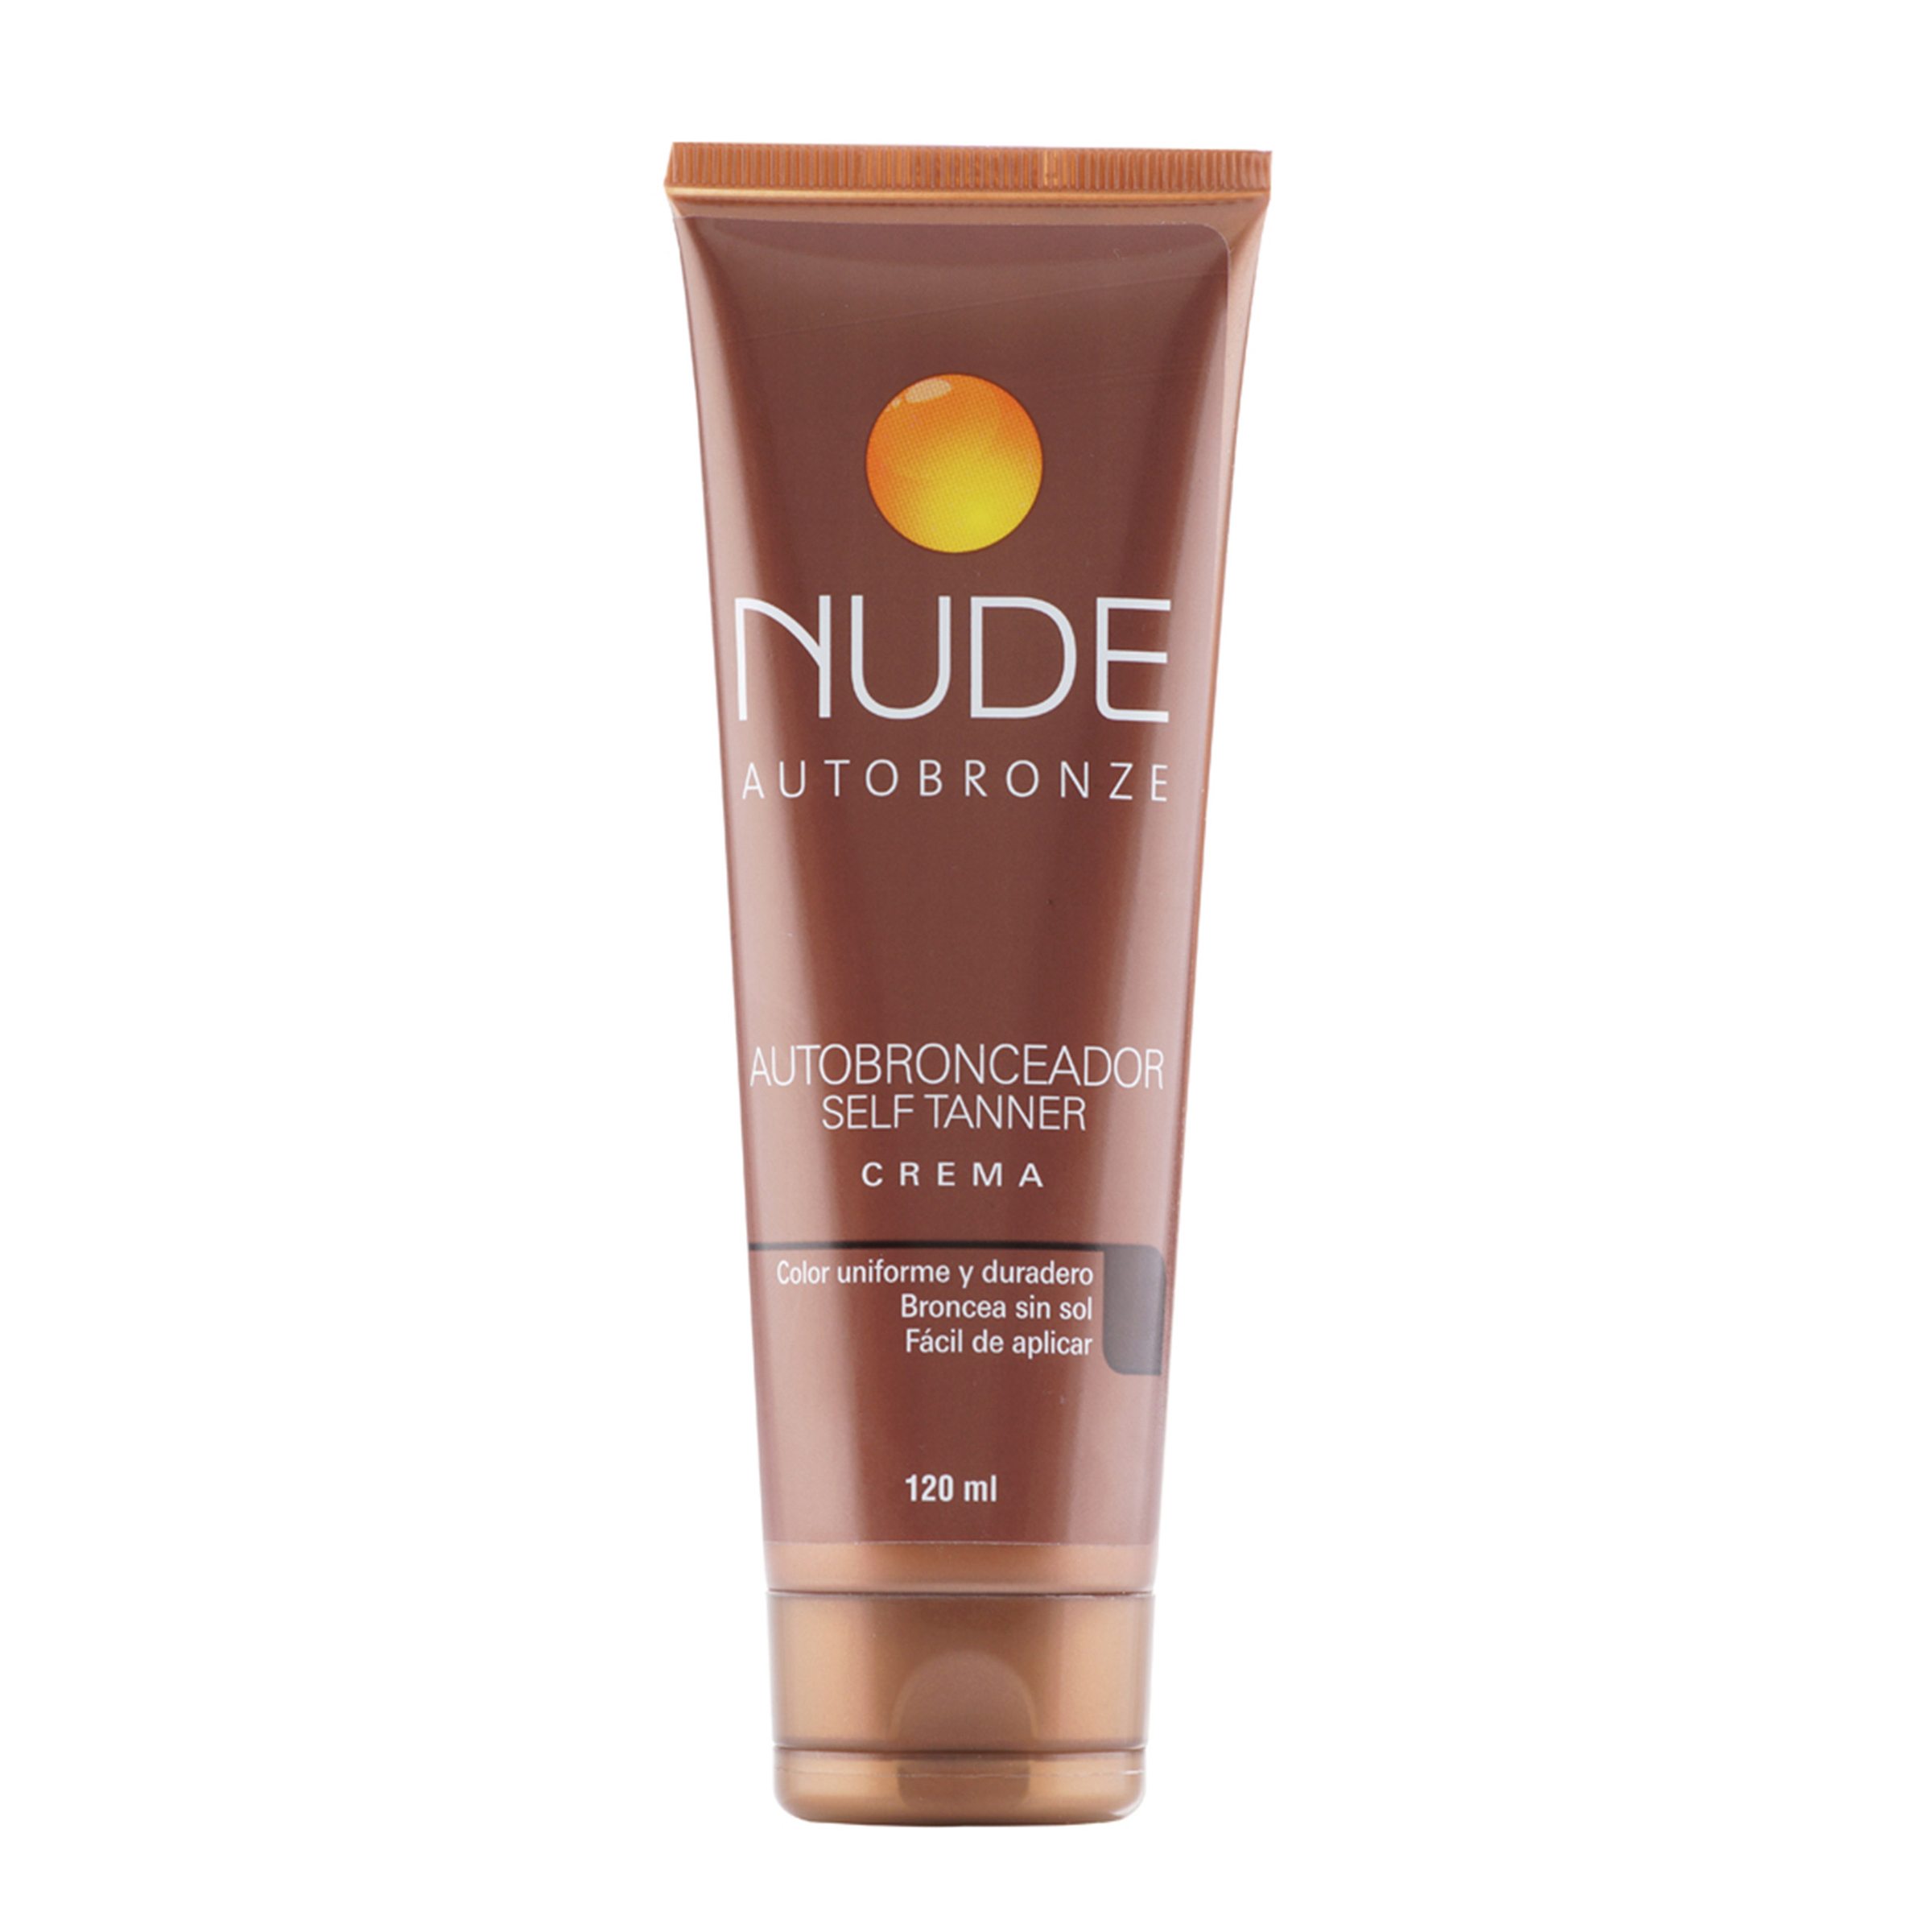 NUDE
AUTOBRONZE
AUTOBRONCEADOR
SELF TANNER
CREMA
Color uniforme y duradero
Broncea sin sol
Fácil de aplicar
120 ml